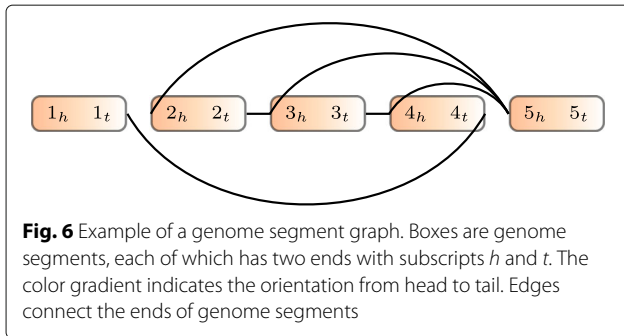 1h 1t 2h 2t 3h 3t 4h 4t 5h 5t
Fig. 6 Example of a genome segment graph. Boxes are genome
segments, each of which has two ends with subscripts h and t. The
color gradient indicates the orientation from head to tail. Edges
connect the ends of genome segments